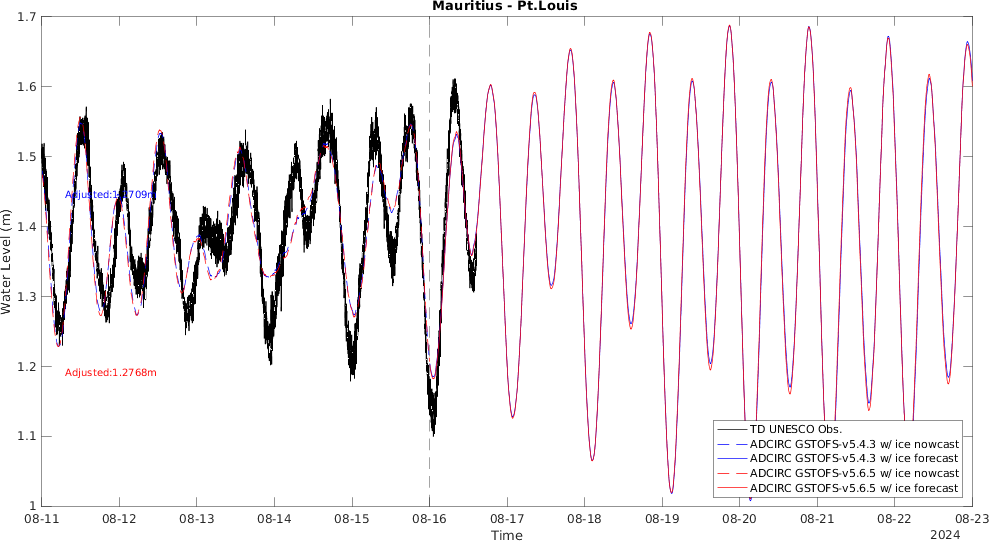 Mauritius - Pt.Louis
1.7
1.6
1.5
1.4
1.3
1.2
1.1
1
Water Level (m)
Adjusted:1.2768m
TD UNESCO Obs.
ADCIRC GSTOFS-v5.4.3 w/ ice nowcast
ADCIRC GSTOFS-v5.4.3 w/ ice forecast
ADCIRC GSTOFS-v5.6.5 w/ ice nowcast
ADCIRC GSTOFS-v5.6.5 w/ ice forecast
08-11 08-12 08-13 08-14 08-15 08-16 08-17 08-18 08-19 08-20 08-21 08-22 08-23
Time
2024